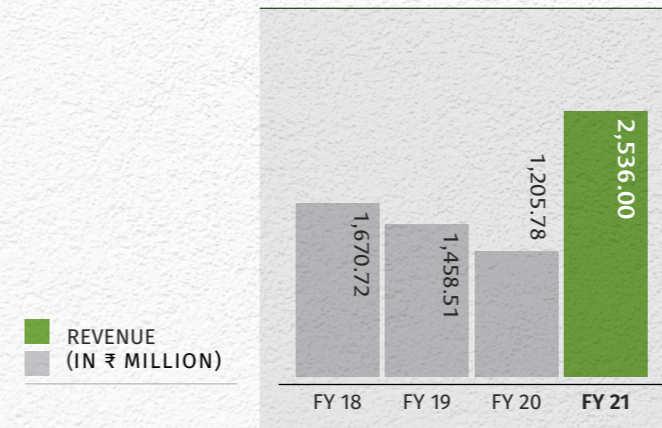 1,670.72
1,458.51
1,205.78
2,536.00
REVENUE
(IN ₹ MILLION)
FY 18
FY 19
FY 20
FY 21